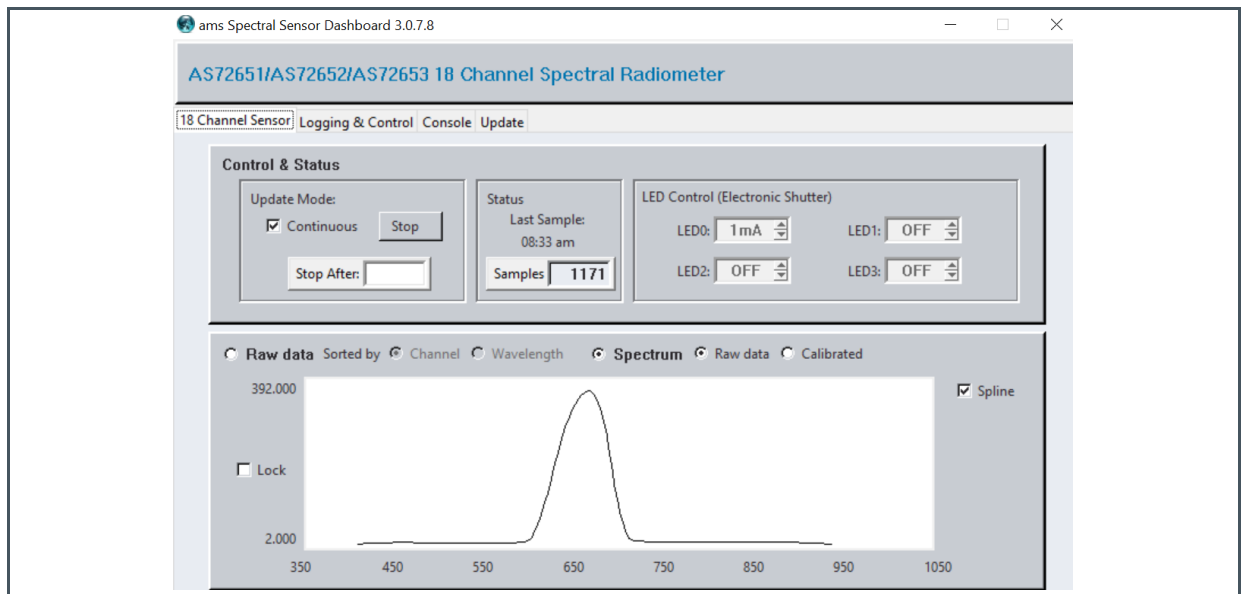 ams Spectral Sensor Dashboard 3.0.7.8
AS72651/AS72652/AS72653 18 Channel Spectral Radiometer
18 Channel Sensor Logging & Control Console Update
Control & Status
Update Mode:
Continuous Stop
Stop After:
Status
Last Sample:
08:33 am
Samples 1171
LED Control (Electronic Shutter)
LED0: 1mA LED1: OFF
LED2: OFF LED3: OFF
Raw data Sorted by Channel Wavelength Spectrum Raw data Calibrated
392.000
Spline
Lock
2.000
350 450 550 650 750 850 950 1050